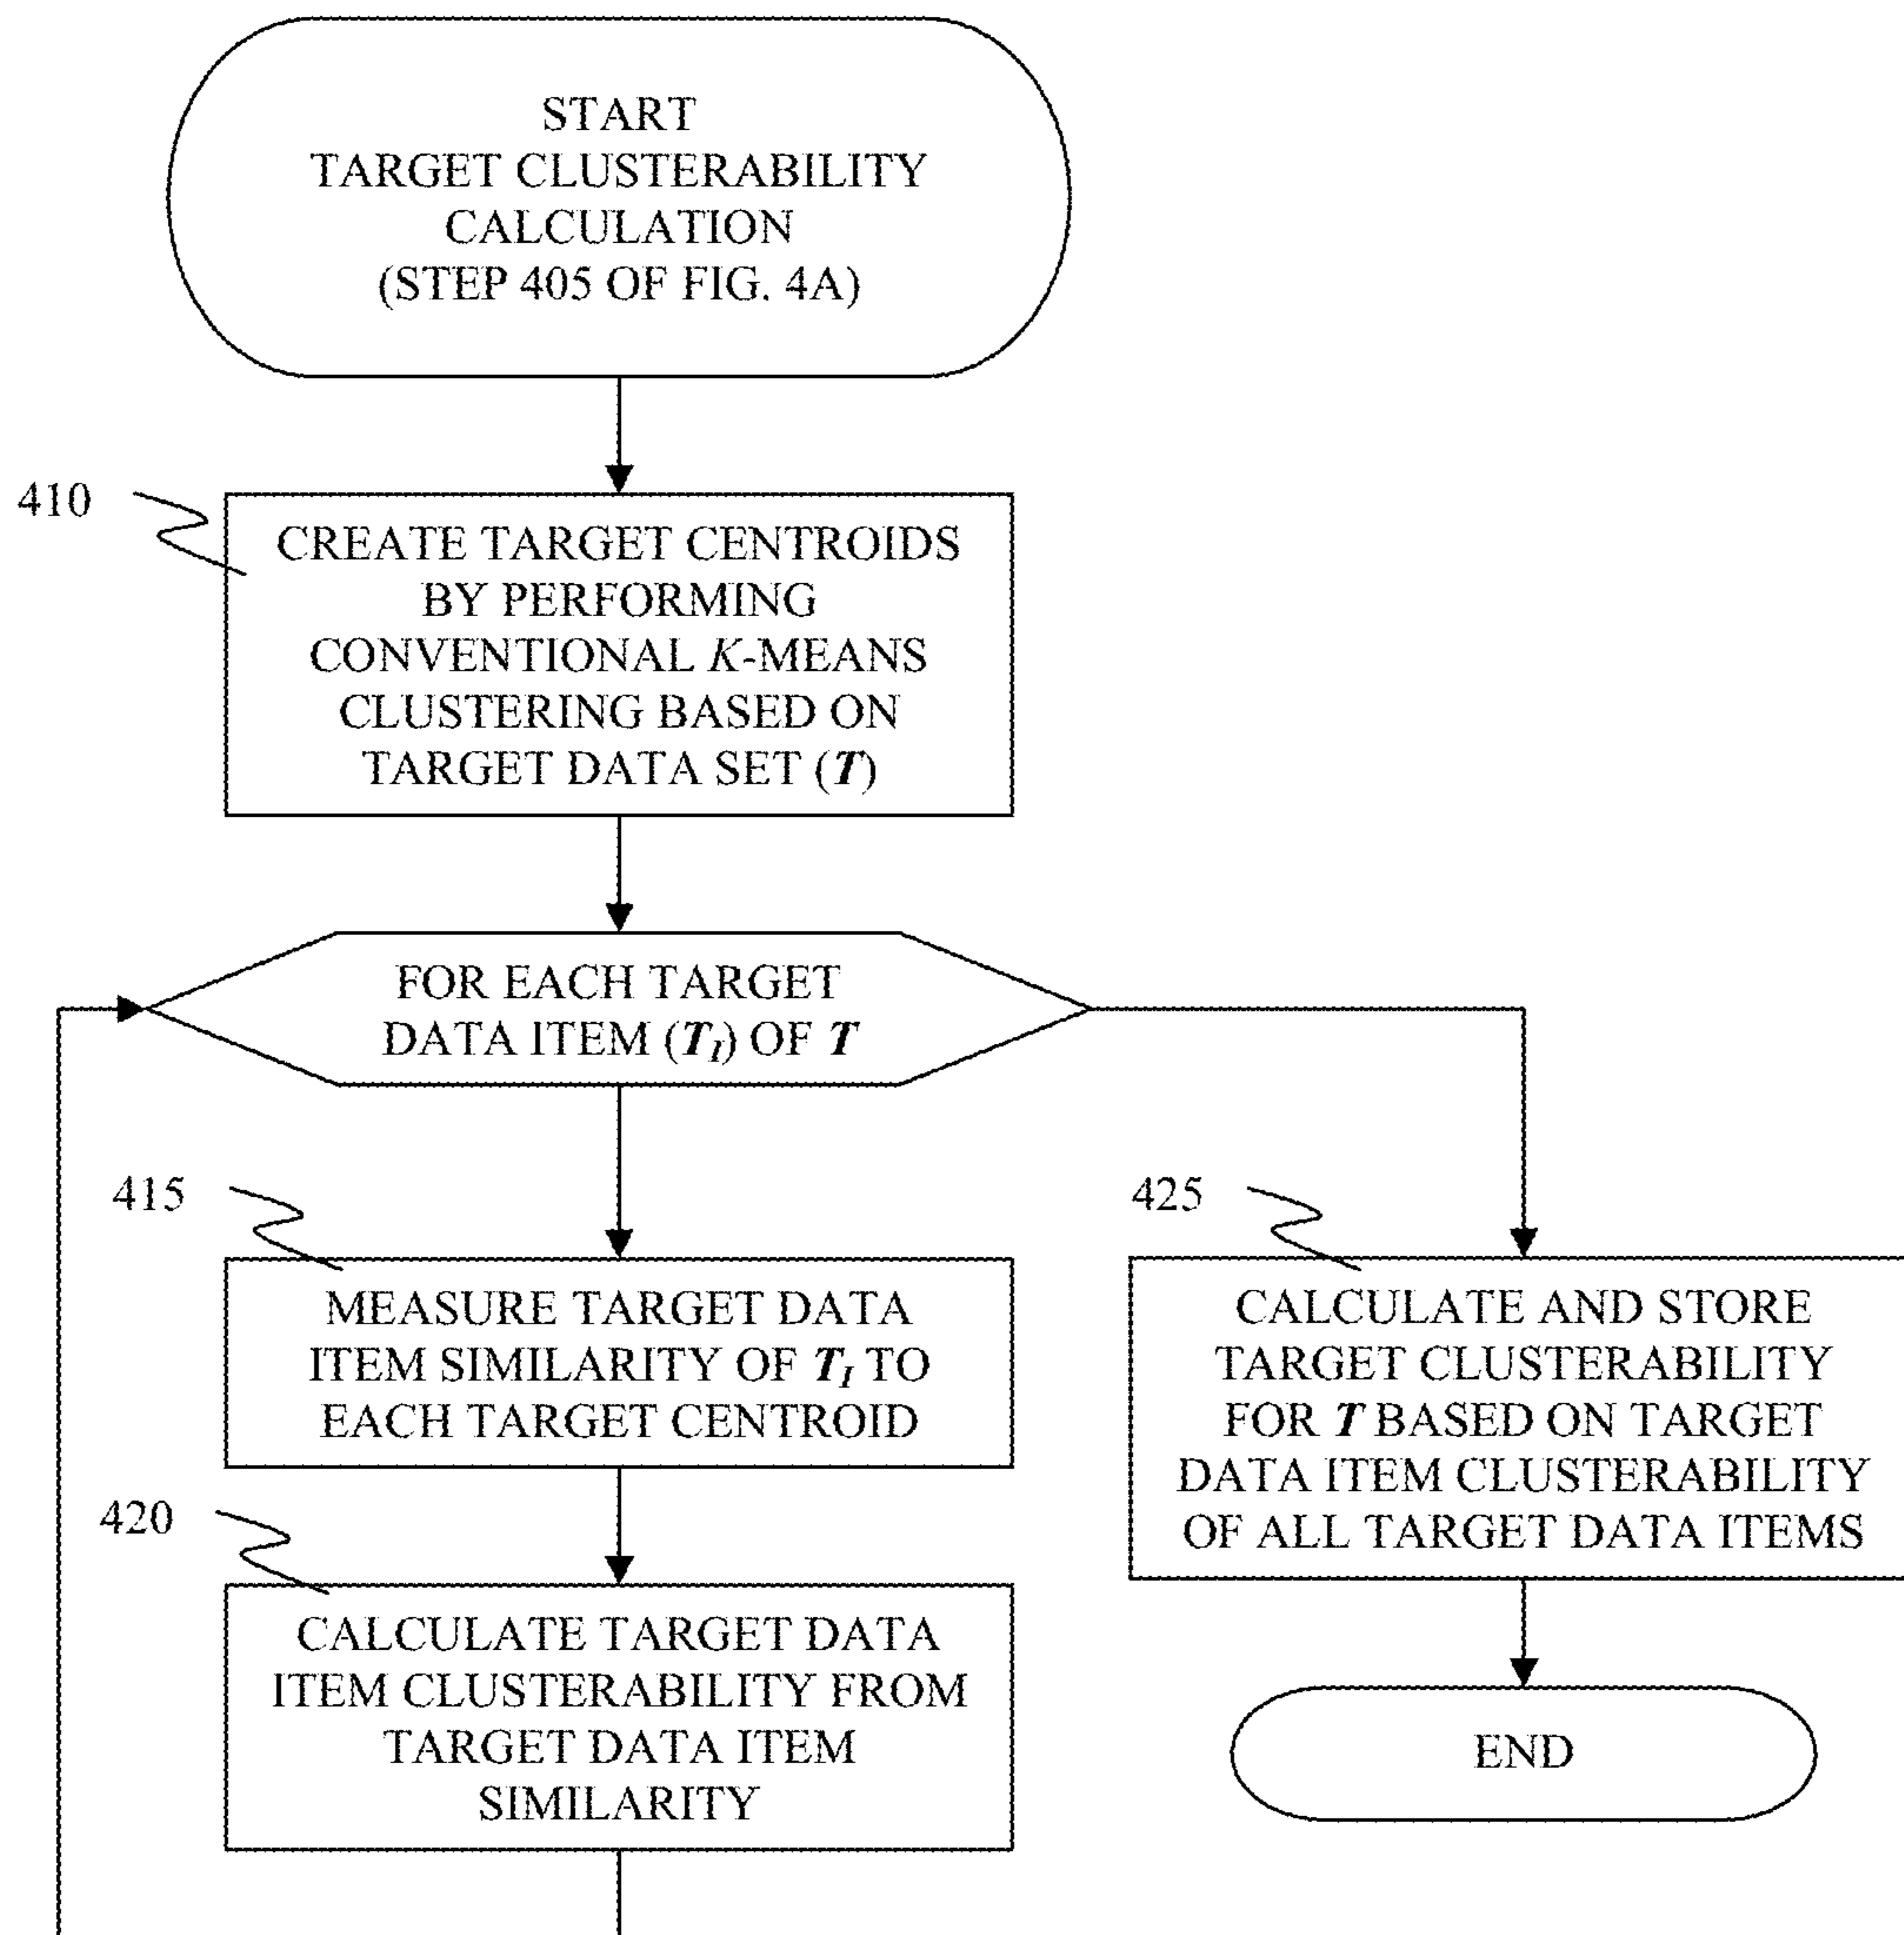 START
TARGET CLUSTERABILITY
CALCULATION
(STEP 405 OF FIG. 4A)
410
CREATE TARGET CENTROIDS
BY PERFORMING
CONVENTIONAL K-MEANS
CLUSTERING BASED ON
TARGET DATA SET (T)
FOR EACH TARGET
DATA ITEM (T_I) OF T
415
MEASURE TARGET DATA
ITEM SIMILARITY OF T_I TO
EACH TARGET CENTROID
420
CALCULATE TARGET DATA
ITEM CLUSTERABILITY FROM
TARGET DATA ITEM
SIMILARITY
425
CALCULATE AND STORE
TARGET CLUSTERABILITY
FOR T BASED ON TARGET
DATA ITEM CLUSTERABILITY
OF ALL TARGET DATA ITEMS
END